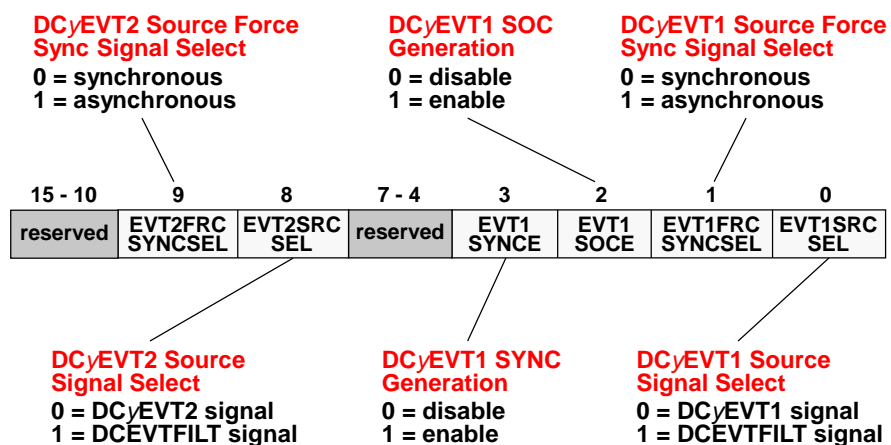 DCyEVT2 Source Force
Sync Signal Select
0 = synchronous
1 = asynchronous
DCyEVT1 SOC
Generation
0 = disable
1 = enable
DCyEVT1 Source Force
Sync Signal Select
0 = synchronous
1 = asynchronous
15 - 10 9 8 7 - 4 3 2 1 0
reserved
EVT2FRC
SYNCSEL
EVT2SRC
SEL
reserved
EVT1
SYNCE
EVT1
SOCE
EVT1FRC
SYNCSEL
EVT1SRC
SEL
DCyEVT2 Source
Signal Select
0 = DCyEVT2 signal
1 = DCEVTFILT signal
DCyEVT1 SYNC
Generation
0 = disable
1 = enable
DCyEVT1 Source
Signal Select
0 = DCyEVT1 signal
1 = DCEVTFILT signal